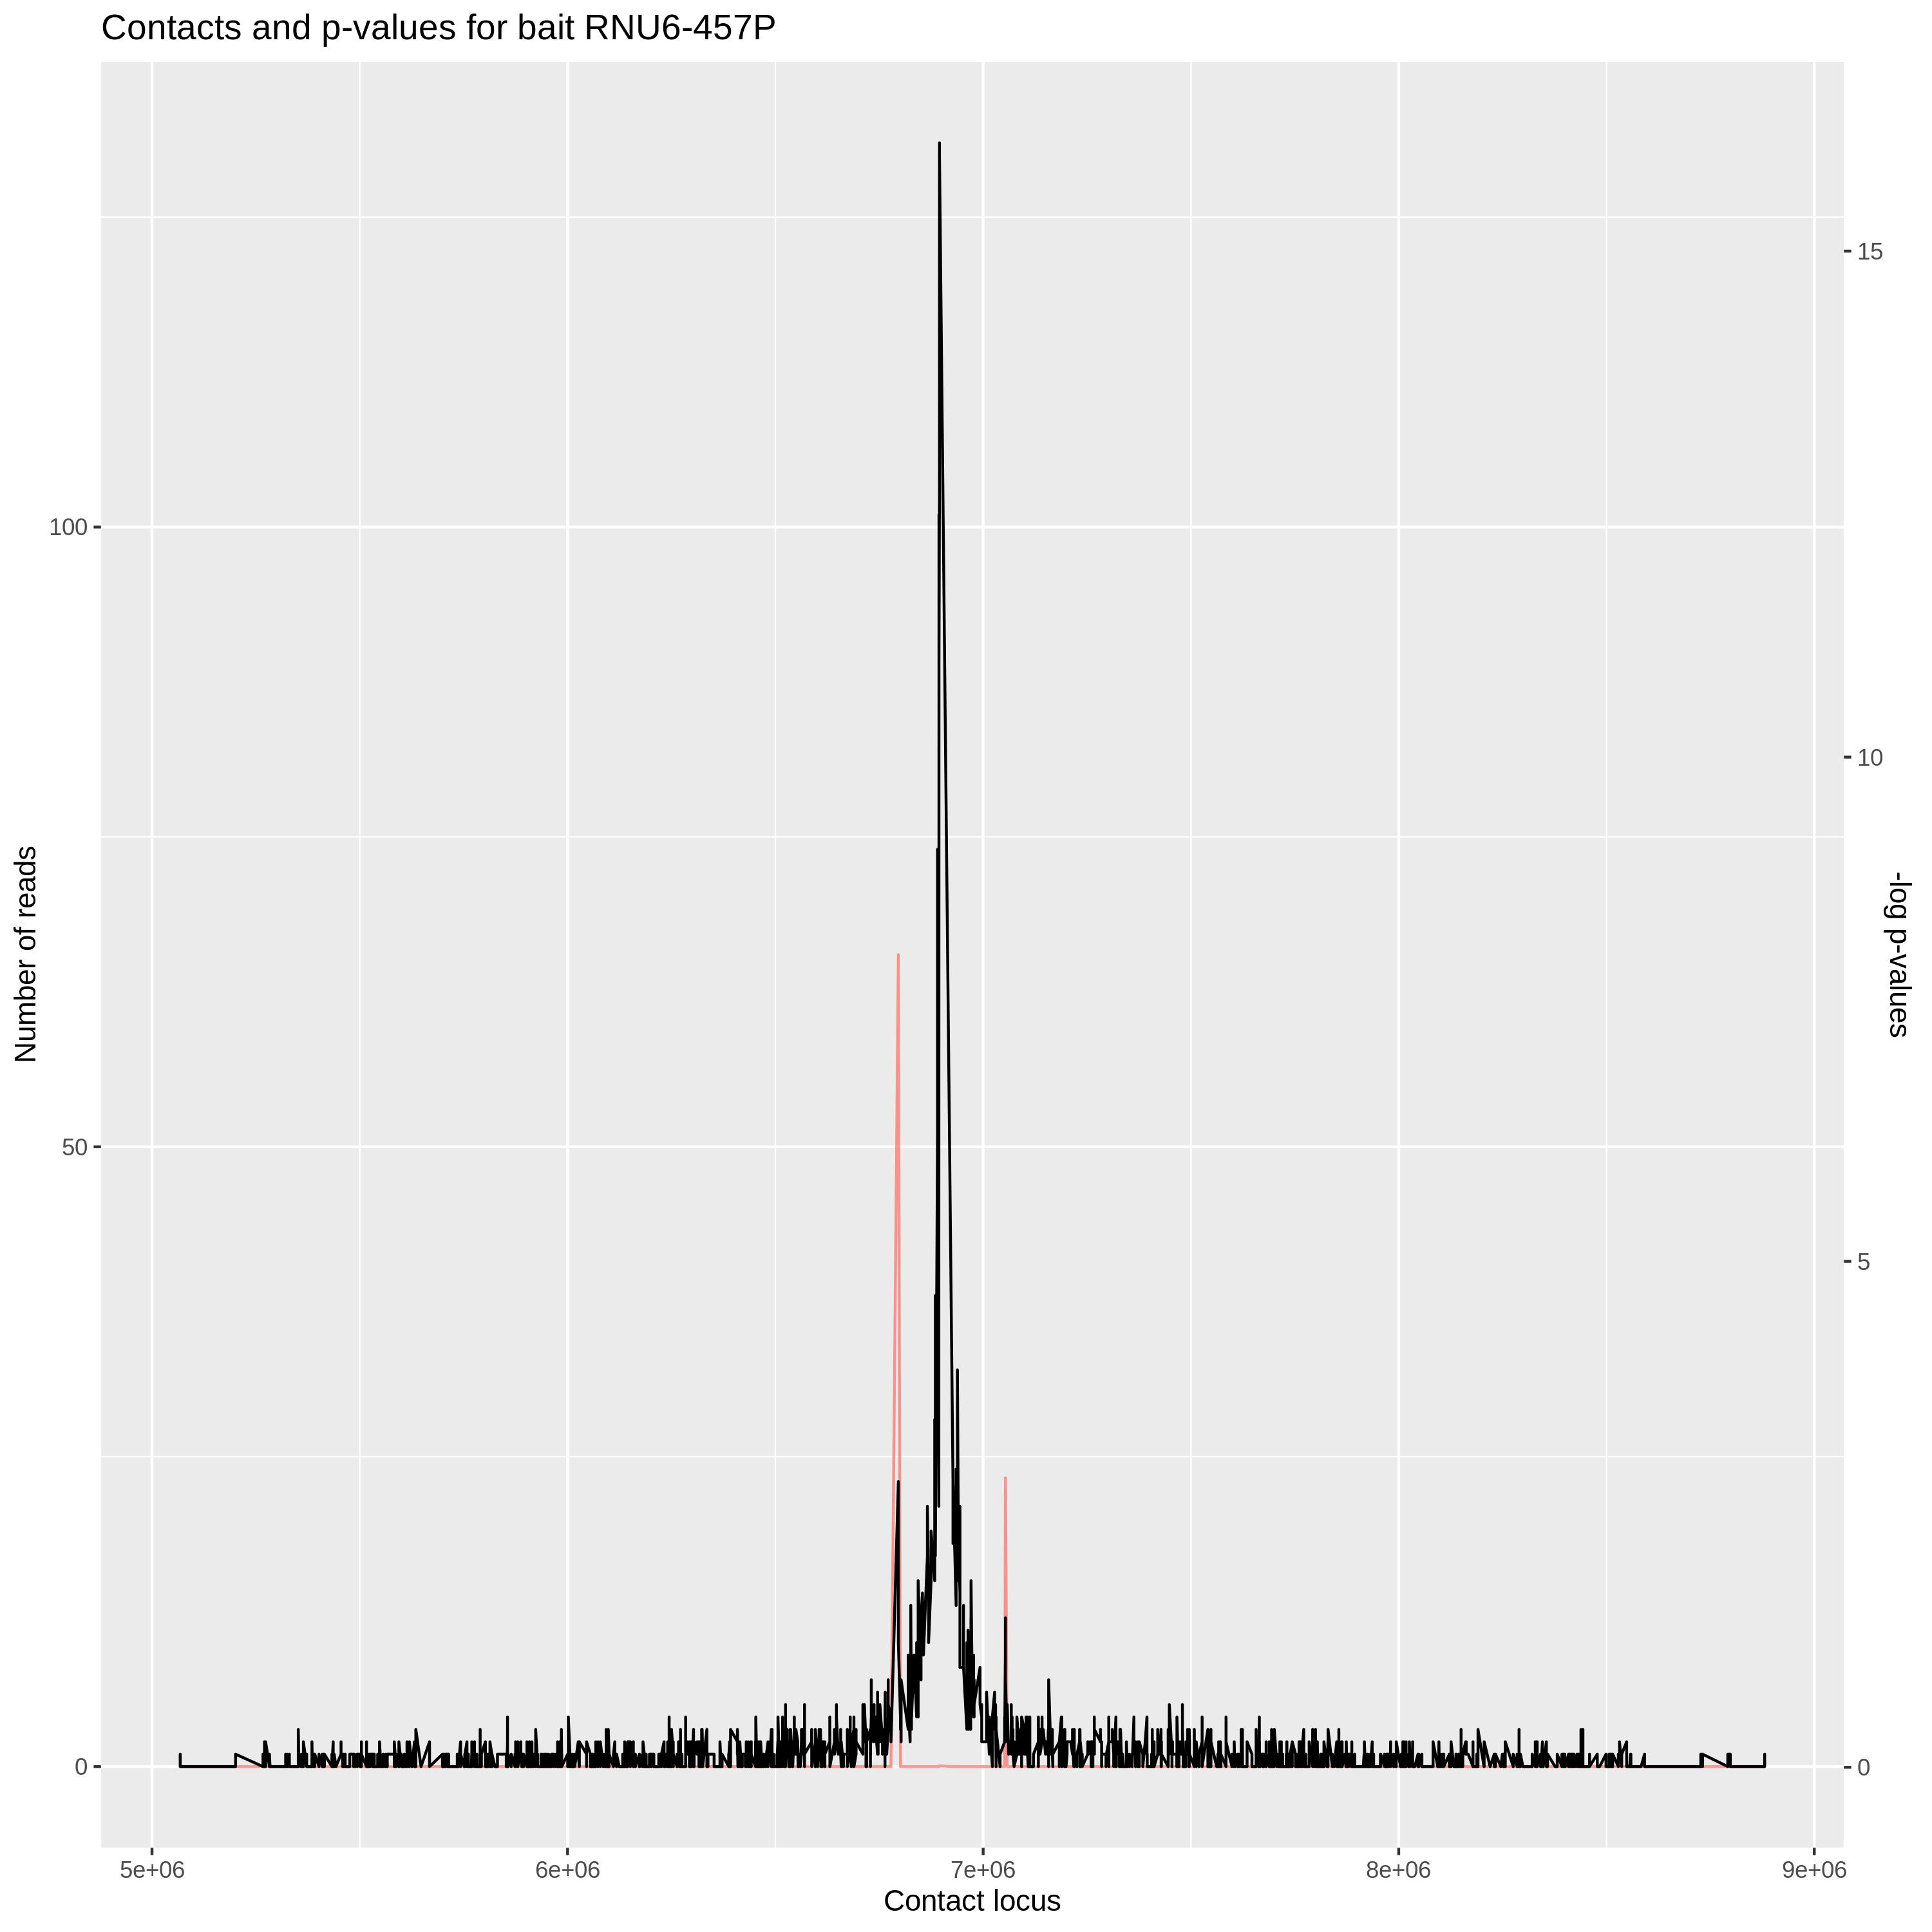 Contacts and p-values for bait RNU6-457P
Number of reads
100
50
0
15
10
5
0
-log p-values
5e+06
6e+06
7e+06
8e+06
9e+06
Contact locus